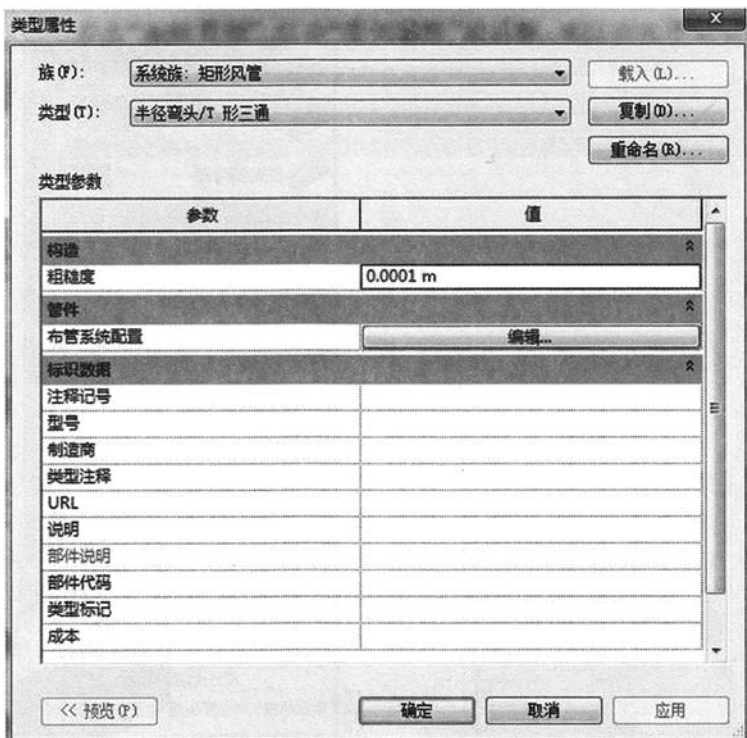 类型属性
族(F): 系统族: 矩形风管 载入(L)...
类型(T): 半径弯头/T 形三通 复制(D)...
重命名(R)...
类型参数
参数 值
构造
粗糙度 0.0001 m
管件
布管系统配置 编辑...
标识数据
注释记号
型号
制造商
类型注释
URL
说明
部件说明
部件代码
类型标记
成本
<< 预览(P) 确定 取消 应用